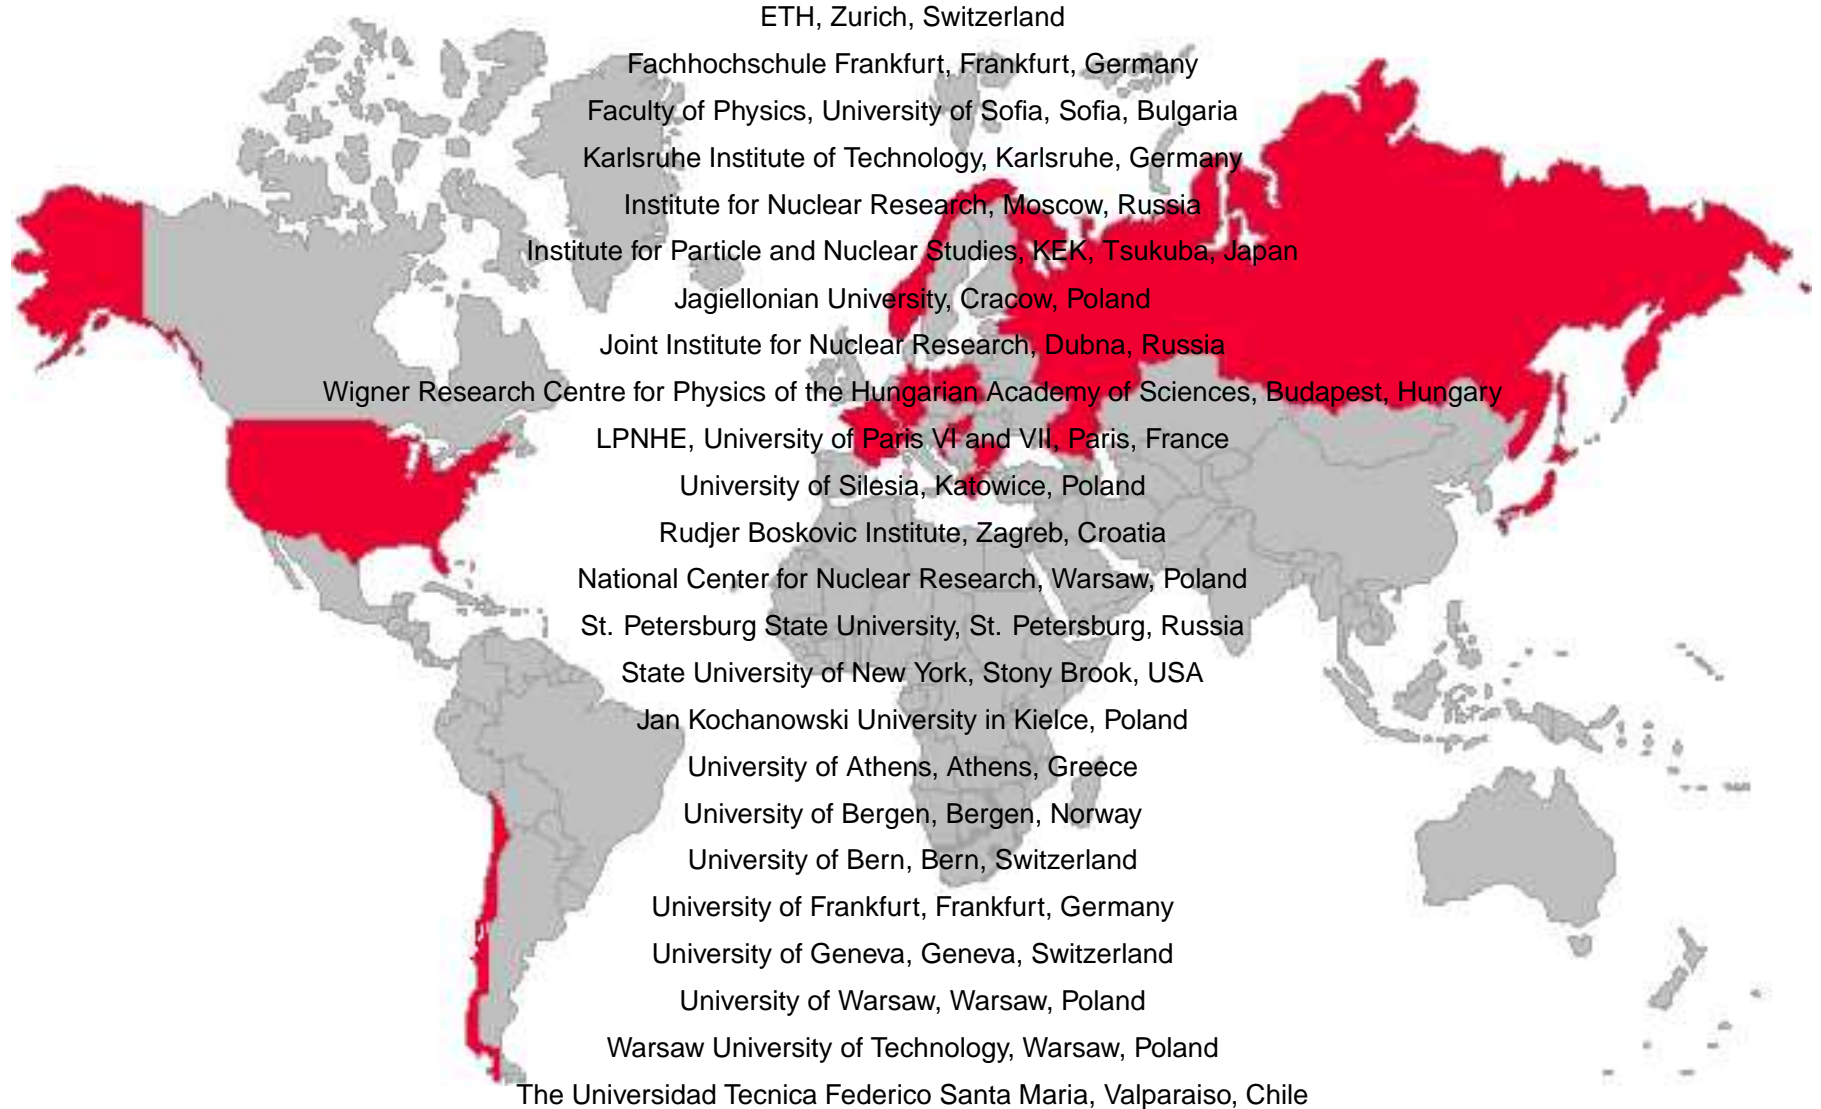 ETH, Zurich, Switzerland
Fachhochschule Frankfurt, Frankfurt, Germany
Faculty of Physics, University of Sofia, Sofia, Bulgaria
Karlsruhe Institute of Technology, Karlsruhe, Germany
Institute for Nuclear Research, Moscow, Russia
Institute for Particle and Nuclear Studies, KEK, Tsukuba, Japan
Jagiellonian University, Cracow, Poland
Joint Institute for Nuclear Research, Dubna, Russia
Wigner Research Centre for Physics of the Hungarian Academy of Sciences, Budapest, Hungary
LPNHE, University of Paris VI and VII, Paris, France
University of Silesia, Katowice, Poland
Rudjer Boskovic Institute, Zagreb, Croatia
National Center for Nuclear Research, Warsaw, Poland
St. Petersburg State University, St. Petersburg, Russia
State University of New York, Stony Brook, USA
Jan Kochanowski University in Kielce, Poland
University of Athens, Athens, Greece
University of Bergen, Bergen, Norway
University of Bern, Bern, Switzerland
University of Frankfurt, Frankfurt, Germany
University of Geneva, Geneva, Switzerland
University of Warsaw, Warsaw, Poland
Warsaw University of Technology, Warsaw, Poland
The Universidad Tecnica Federico Santa Maria, Valparaiso, Chile